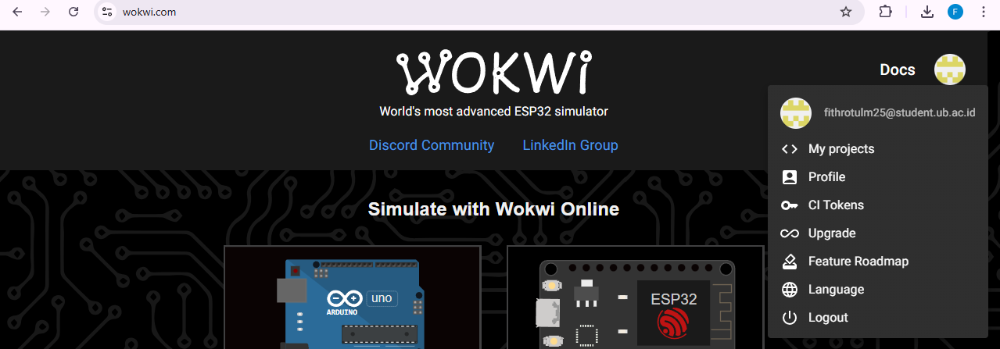 wokwi.com
F
WOKWi
Docs
World's most advanced ESP32 simulator
Discord Community
LinkedIn Group
fithrotulm25@student.ub.ac.id
My projects
Profile
CI Tokens
Upgrade
Feature Roadmap
Language
Logout
Simulate with Wokwi Online
uno
ARDUINO
ESP32